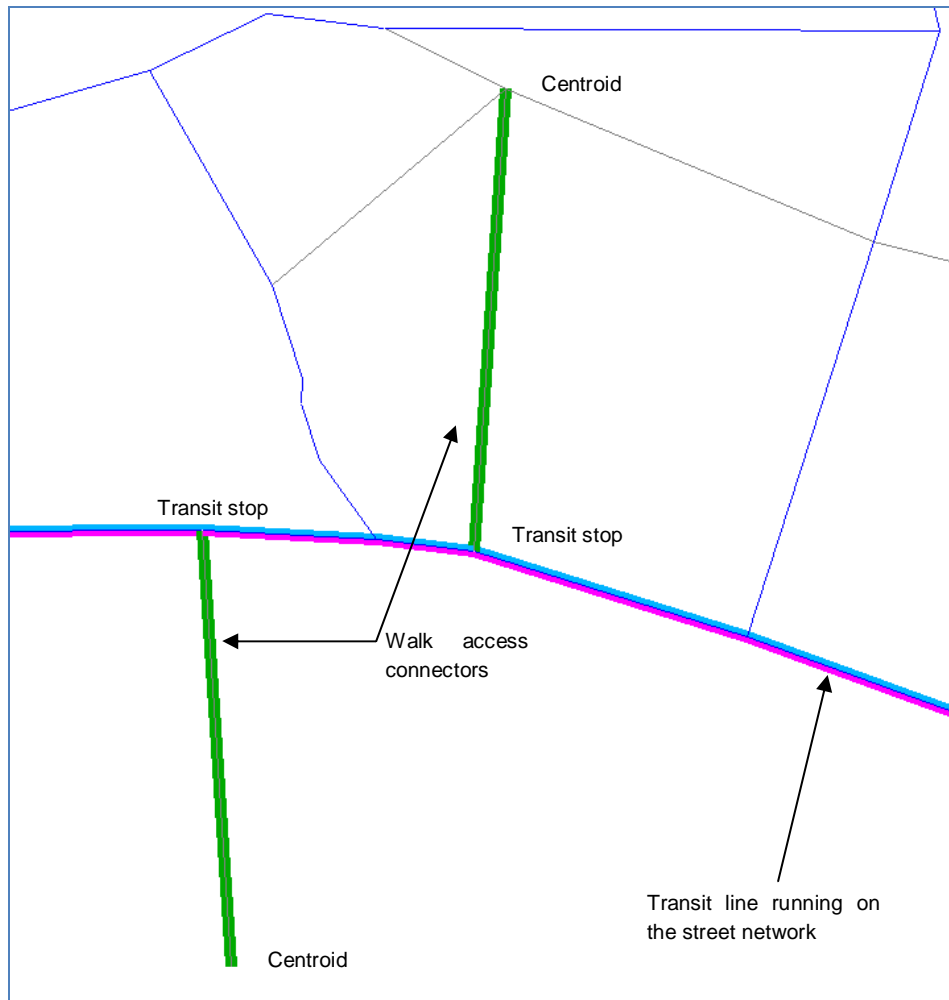 Centroid
Transit stop
Transit stop
Walk access
connectors
Transit line running on
the street network
Centroid